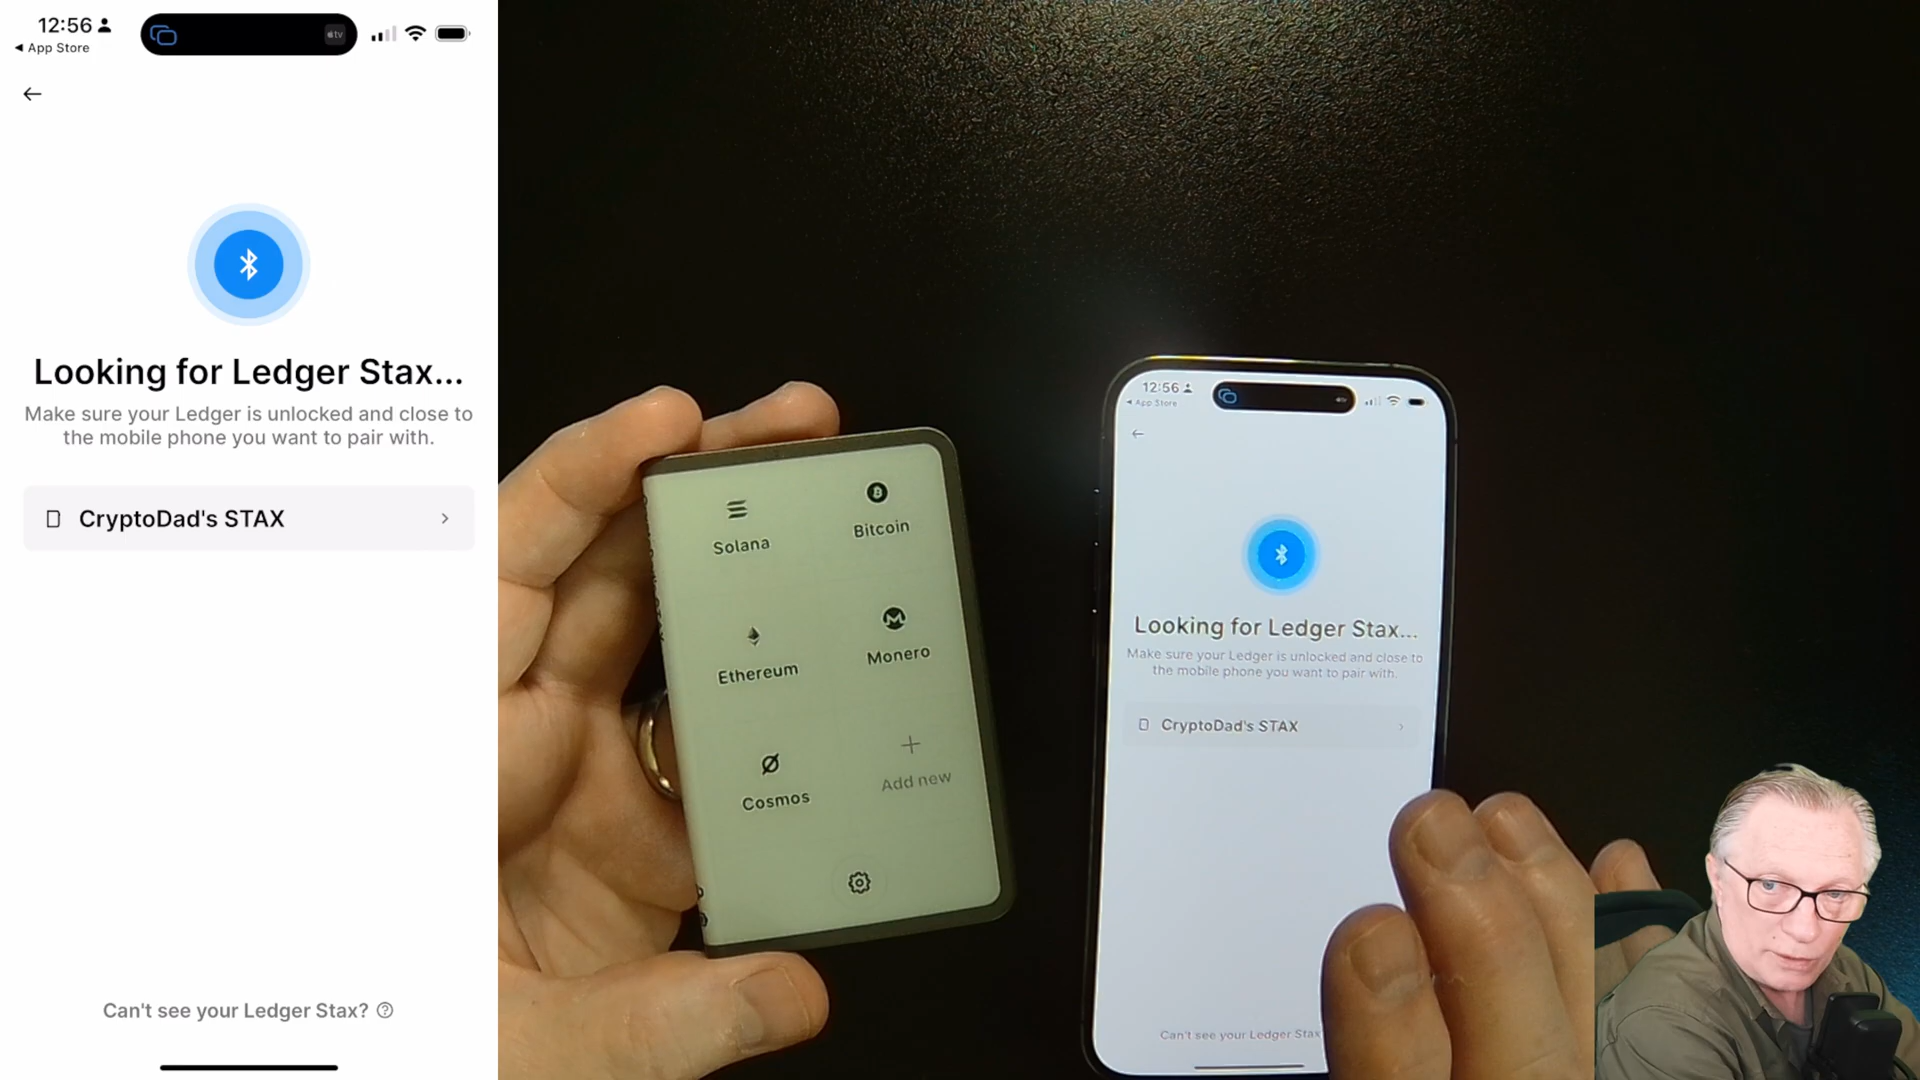 12:56
App Store
tv
Looking for Ledger Stax...
Make sure your Ledger is unlocked and close to
the mobile phone you want to pair with.
CryptoDad's STAX
Can't see your Ledger Stax?
Solana
Bitcoin
Ethereum
Monero
Cosmos
Add new
12:56
App Store
Looking for Ledger Stax...
Make sure your Ledger is unlocked and close to
the mobile phone you want to pair with.
CryptoDad's STAX
Can't see your Ledger Stax